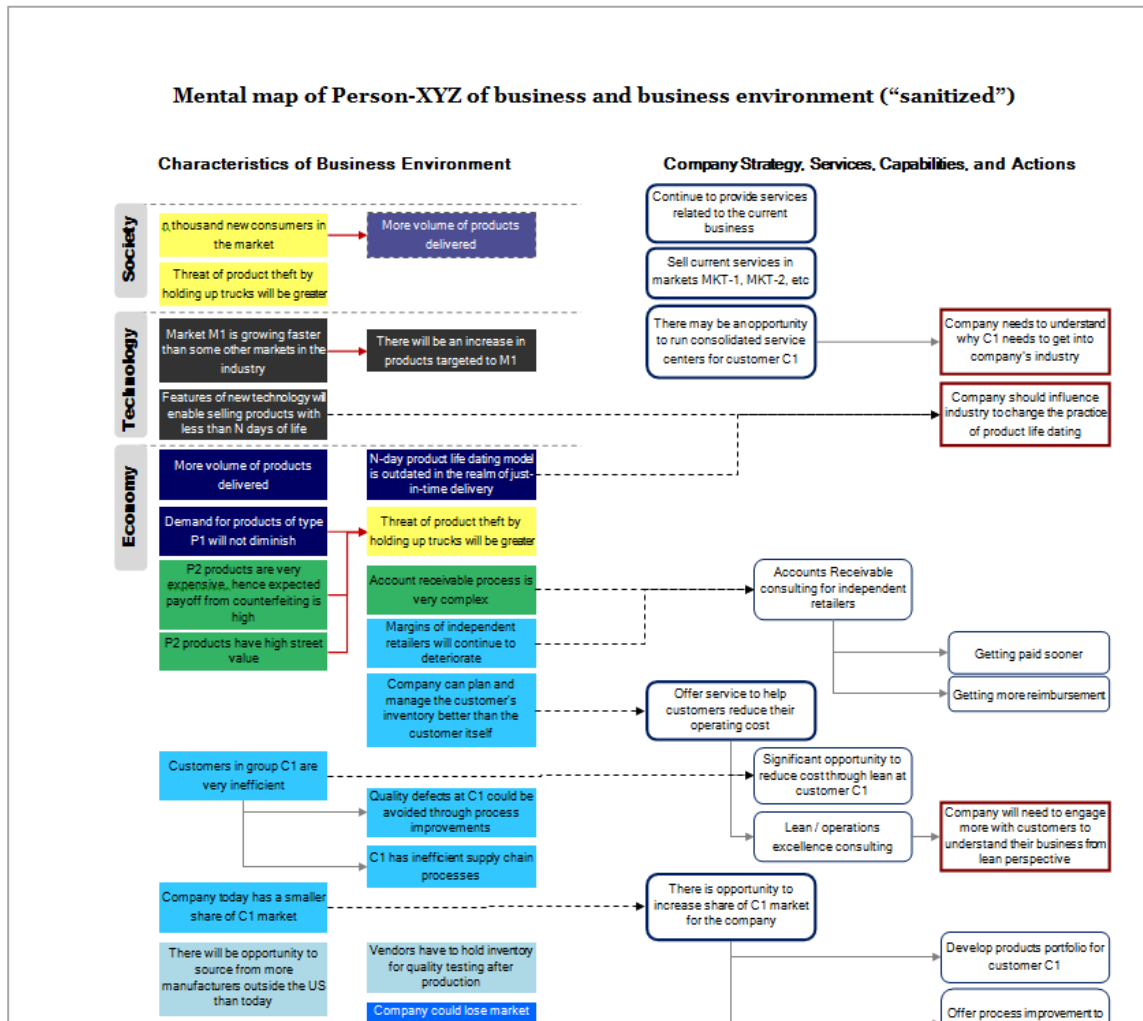 Mental map of Person-XYZ of business and business environment (“sanitized”)
Characteristics of Business Environment
Company Strategy, Services, Capabilities, and Actions
Society
n thousand new consumers in
the market
More volume of products
delivered
Threat of product theft by
holding up trucks will be greater
Continue to provide services
related to the current
business
Sell current services in
markets MKT-1, MKT-2, etc
Technology
Market M1 is growing faster
than some other markets in the
industry
There will be an increase in
products targeted to M1
There may be an opportunity
to run consolidated service
centers for customer C1
Company needs to understand
why C1 needs to get into
company's industry
Features of new technology will
enable selling products with
less than N days of life
Company should influence
industry to change the practice
of product life dating
Economy
More volume of products
delivered
N-day product life dating model
is outdated in the realm of just-
in-time delivery
Demand for products of type
P1 will not diminish
Threat of product theft by
holding up trucks will be greater
P2 products are very
expensive, hence expected
payoff from counterfeiting is
high
Account receivable process is
very complex
Accounts Receivable
consulting for independent
retailers
P2 products have high street
value
Margins of independent
retailers will continue to
deteriorate
Getting paid sooner
Getting more reimbursement
Company can plan and
manage the customer's
inventory better than the
customer itself
Offer service to help
customers reduce their
operating cost
Customers in group C1 are
very inefficient
Significant opportunity to
reduce cost through lean at
customer C1
Quality defects at C1 could be
avoided through process
improvements
Lean / operations
excellence consulting
Company will need to engage
more with customers to
understand their business from
lean perspective
C1 has inefficient supply chain
processes
Company today has a smaller
share of C1 market
There is opportunity to
increase share of C1 market
for the company
There will be opportunity to
source from more
manufacturers outside the US
than today
Vendors have to hold inventory
for quality testing after
production
Develop products portfolio for
customer C1
Company could lose market
Offer process improvement to